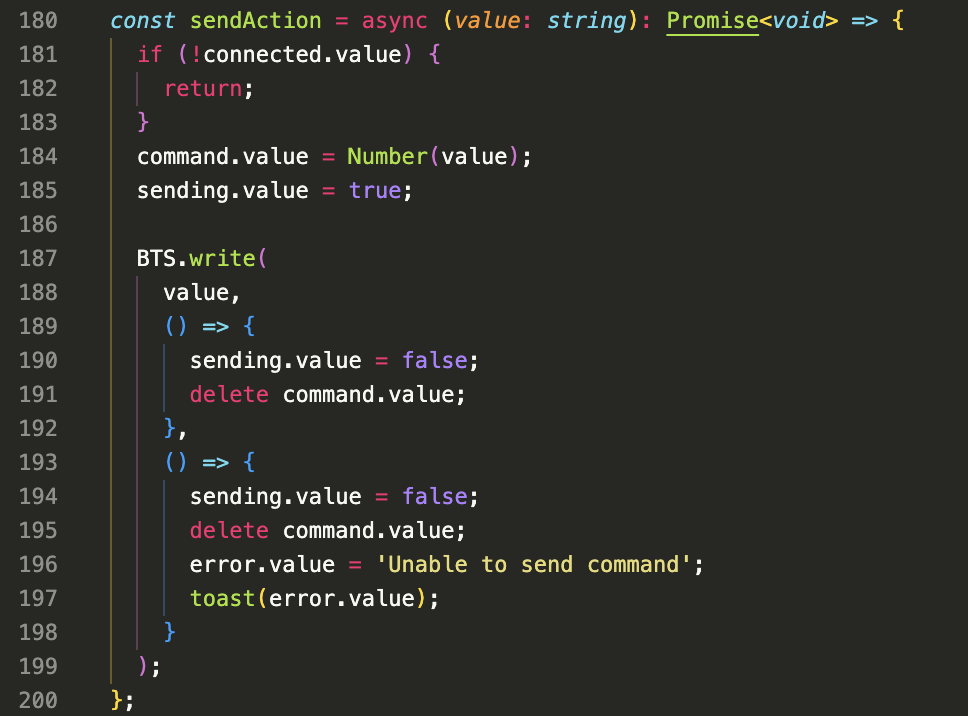 180 const sendAction = async (value: string): Promise<void> => {
181 if (!connected.value) {
182 return;
183 }
184 command.value = Number(value);
185 sending.value = true;
186
187 BTS.write(
188 value,
189 () => {
190 sending.value = false;
191 delete command.value;
192 },
193 () => {
194 sending.value = false;
195 delete command.value;
196 error.value = 'Unable to send command';
197 toast(error.value);
198 }
199 );
200 };